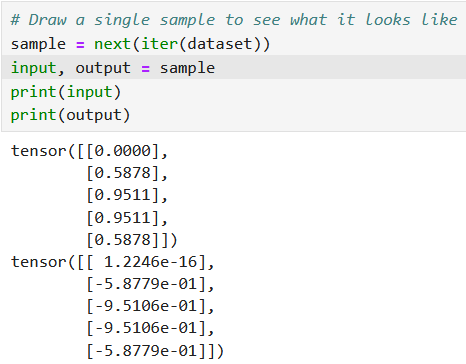 # Draw a single sample to see what it looks like
sample = next(iter(dataset))
input, output = sample
print(input)
print(output)
tensor([[0.0000],
        [0.5878],
        [0.9511],
        [0.9511],
        [0.5878]])
tensor([[ 1.2246e-16],
        [-5.8779e-01],
        [-9.5106e-01],
        [-9.5106e-01],
        [-5.8779e-01]])